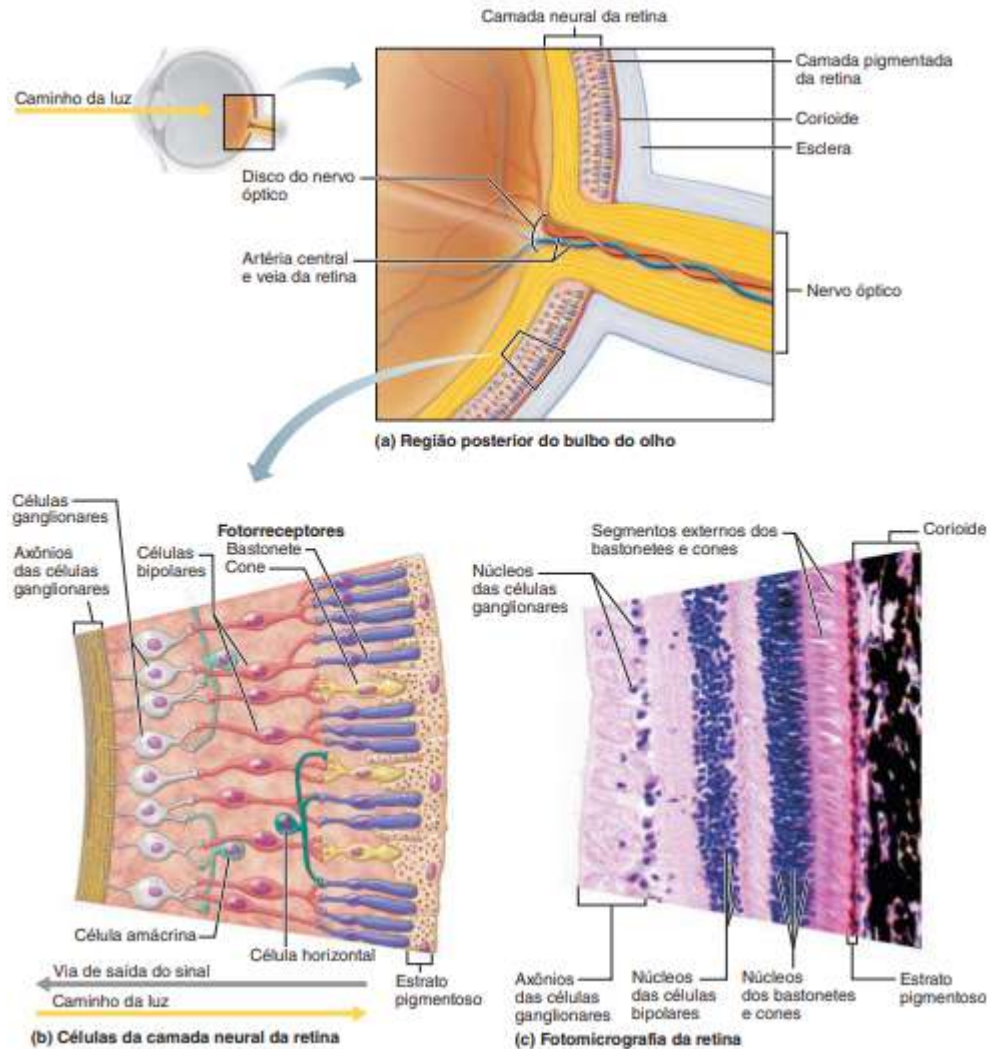 Camada neural da retina
Camada pigmentada
da retina
Caminho da luz
Corioide
Esclera
Disco do nervo
óptico
Artéria central
e veia da retina
Nervo óptico
(a) Região posterior do bulbo do olho
Células
ganglionares
Axônios
das células
ganglionares
Células
bipolares
Fotorreceptores
Bastonete
Cone
Célula amácrina
Célula horizontal
Estrato
pigmentoso
Via de saída do sinal
Caminho da luz
(b) Células da camada neural da retina
Segmentos externos dos
bastonetes e cones
Corioide
Núcleos
das células
ganglionares
Axônios
das células
ganglionares
Núcleos
das células
bipolares
Núcleos
dos bastonetes
e cones
Estrato
pigmentoso
(c) Fotomicrografia da retina